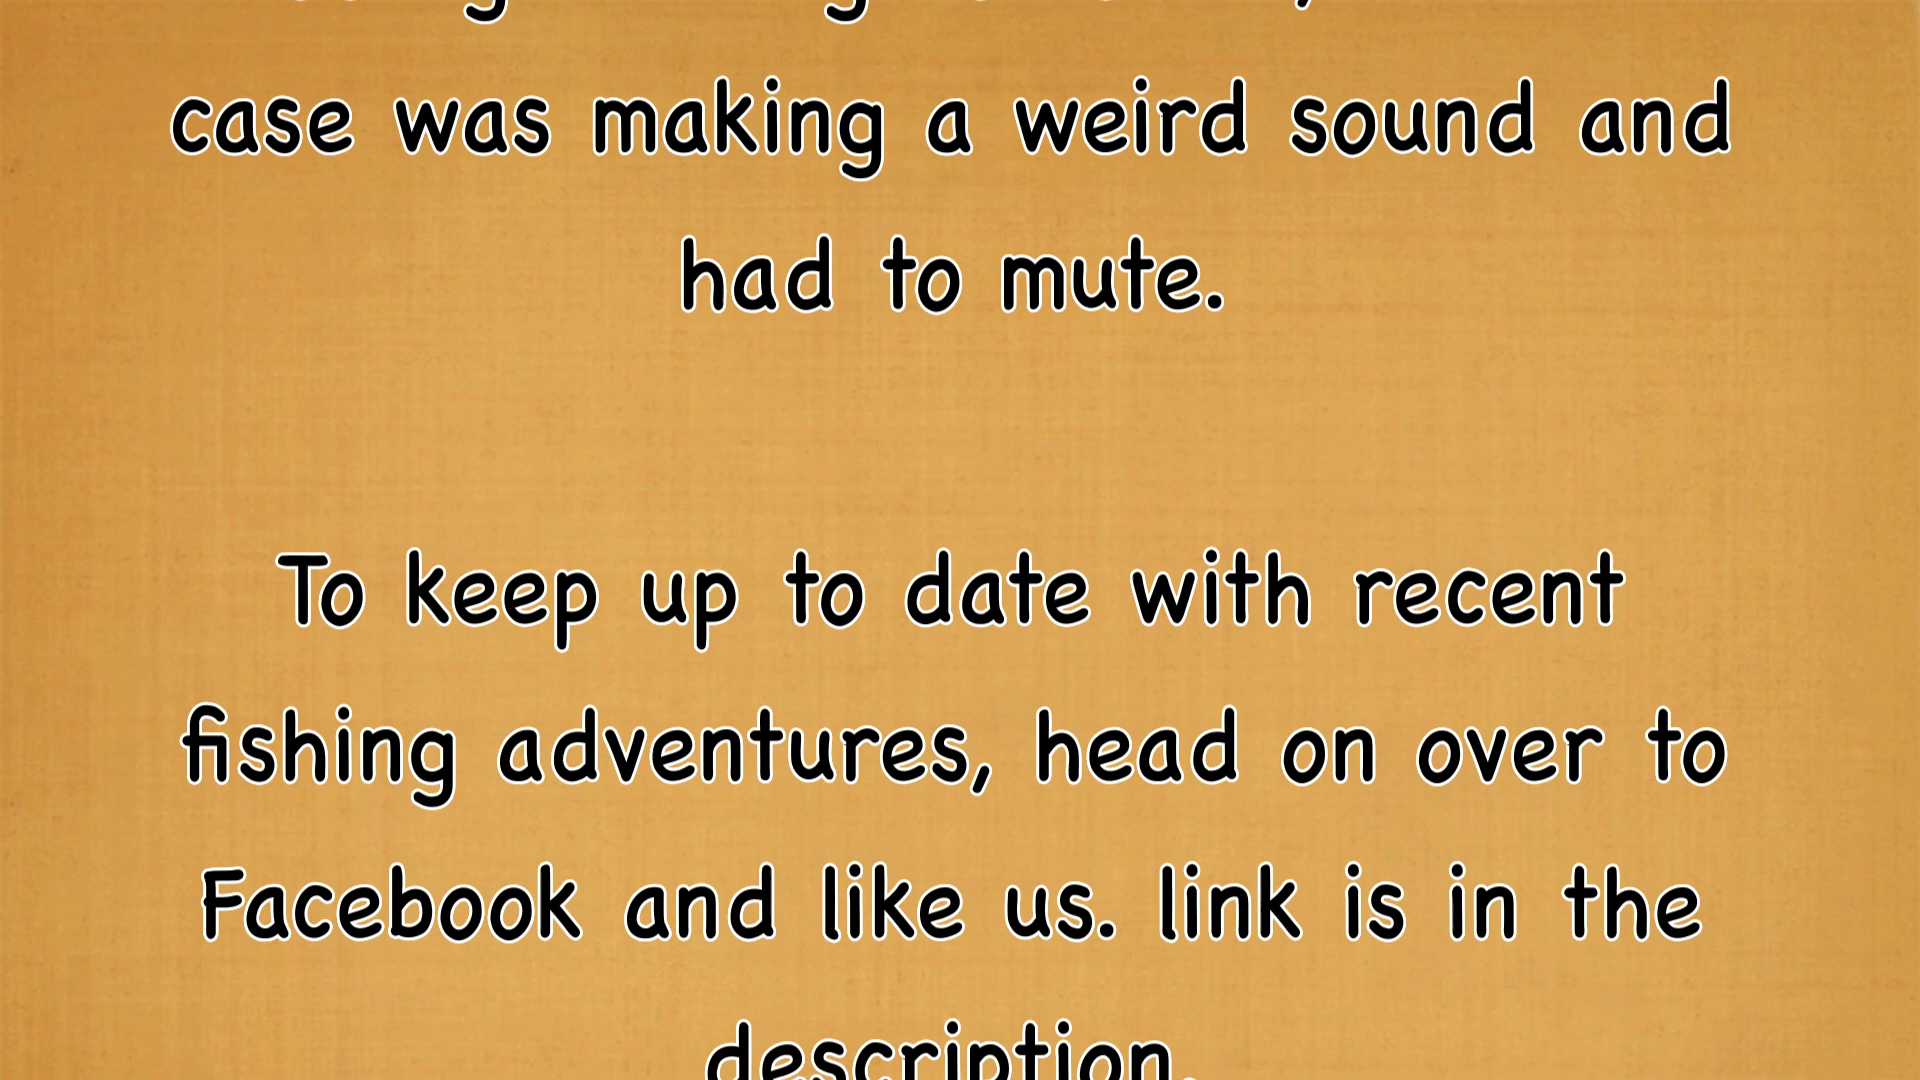 case was making a weird sound and
had to mute.
To keep up to date with recent
fishing adventures, head on over to
Facebook and like us. link is in the
description.